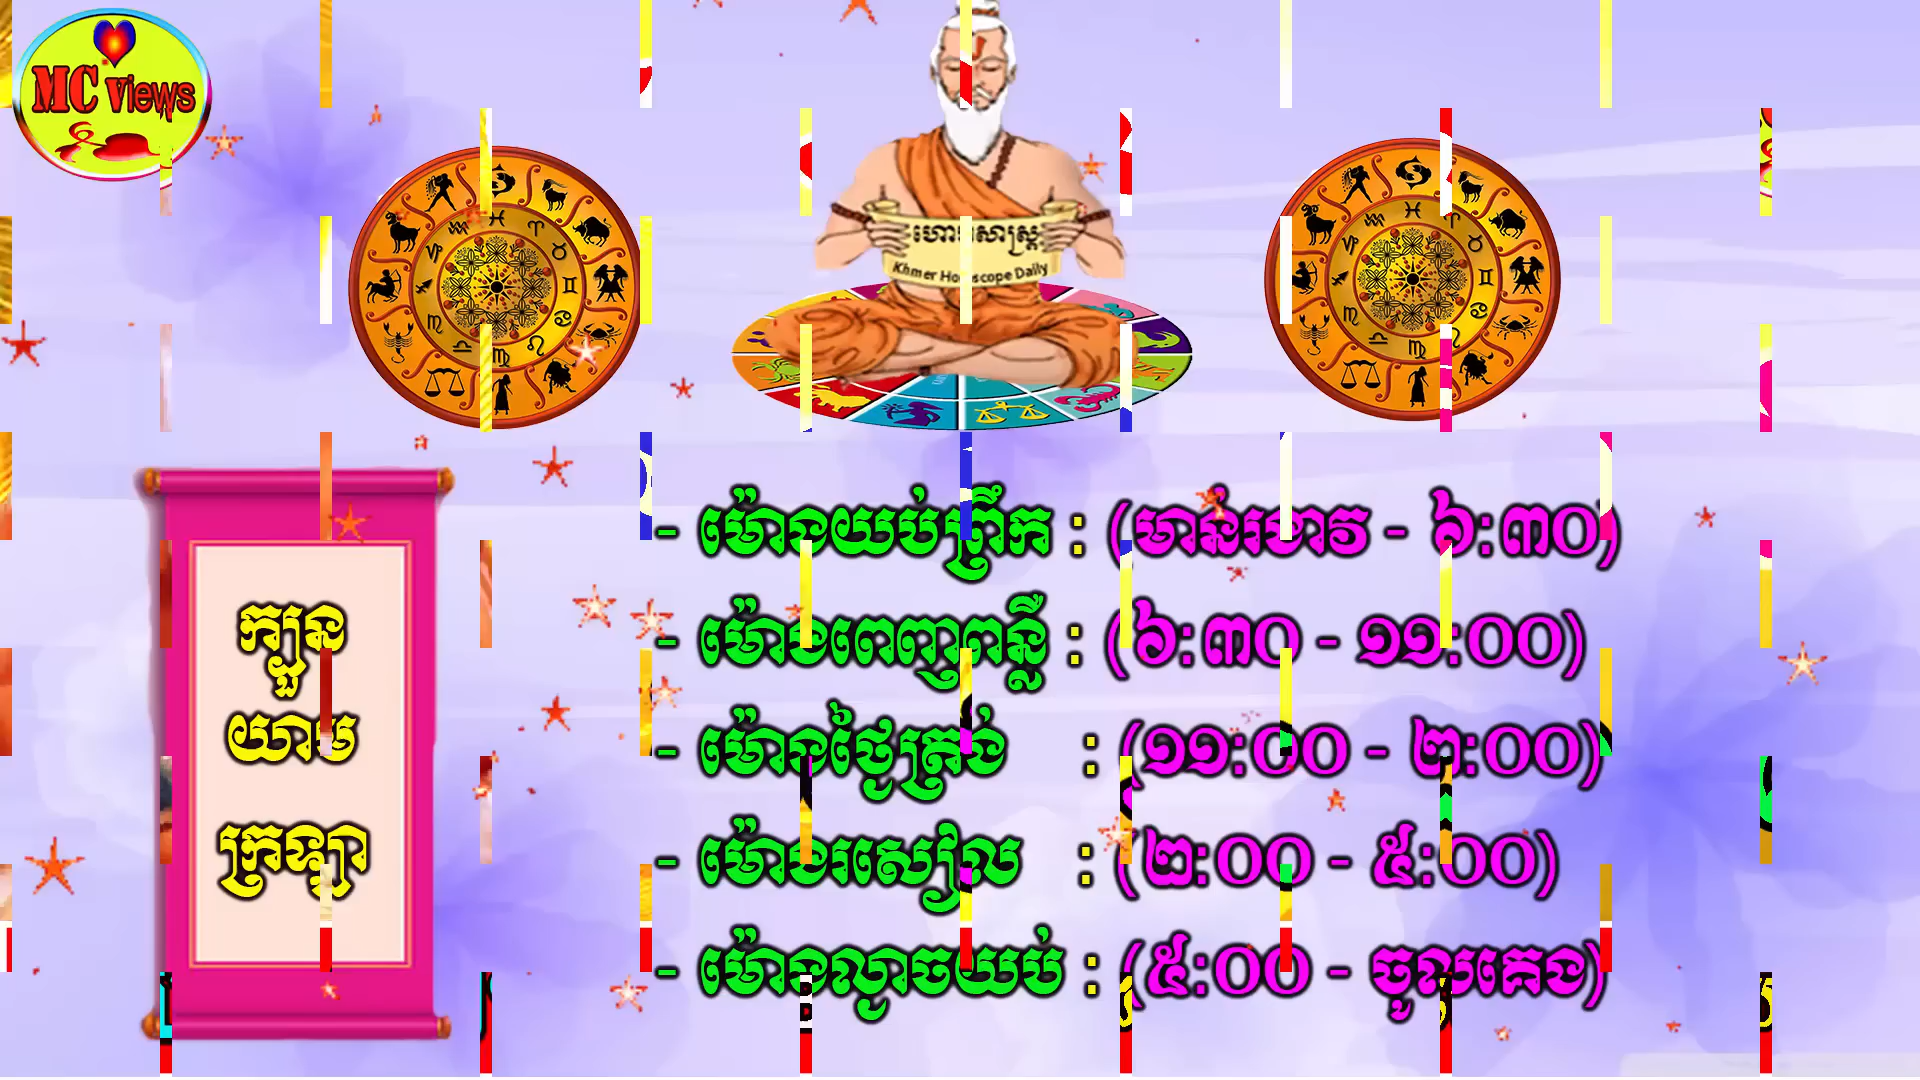 MC Views
ហោរាសាស្ត្រ
Khmer Horoscope Daily
ក្បួន
យាម
ក្រឡា
- ម៉ោងយប់ព្រឹក : (មាន់រងាវ - ៦:៣០)
- ម៉ោងពេញពន្លឺ : (៦:៣០ - ១១:០០)
- ម៉ោងថ្ងៃត្រង់ : (១១:០០ - ២:០០)
- ម៉ោងរសៀល : (២:០០ - ៥:០០)
- ម៉ោងល្ងាចយប់ : (៥:០០ - ចូលគេង)